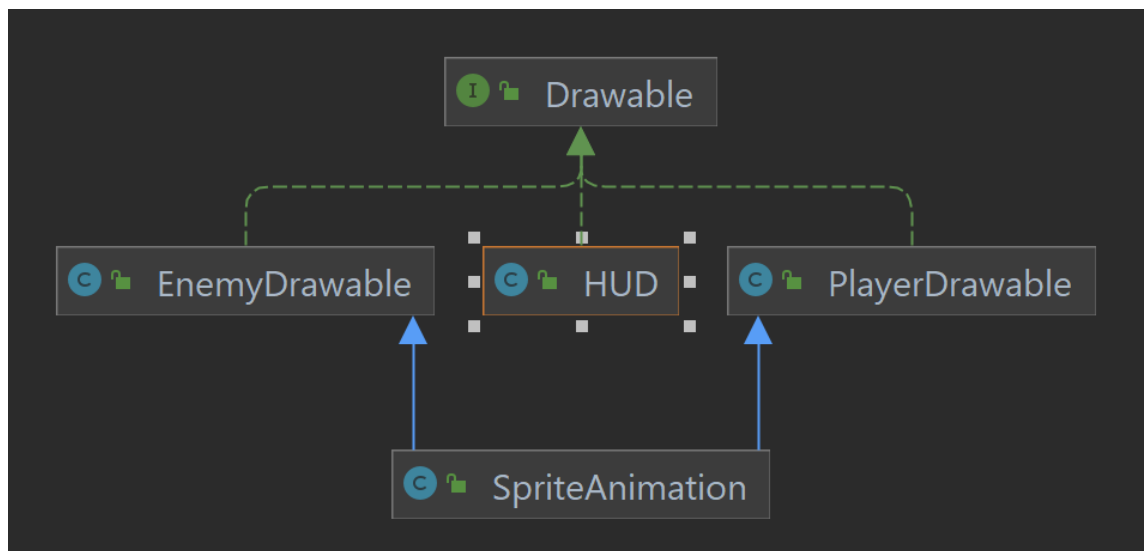 I Drawable
C EnemyDrawable
C HUD
C PlayerDrawable
C SpriteAnimation